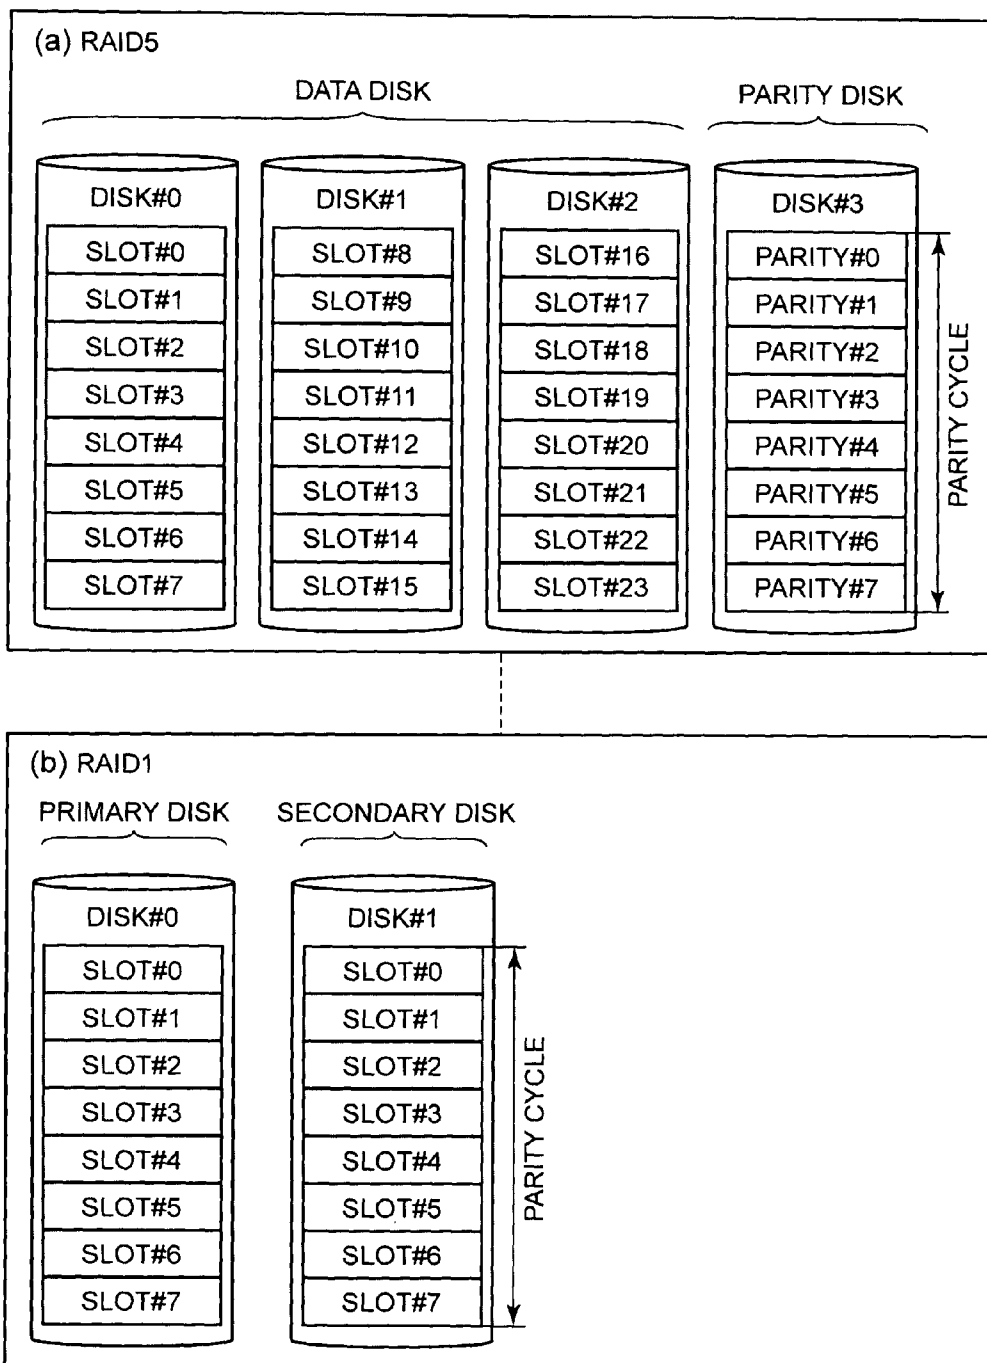 (a) RAID5
DATA DISK
PARITY DISK
DISK#0
SLOT#0
SLOT#1
SLOT#2
SLOT#3
SLOT#4
SLOT#5
SLOT#6
SLOT#7
DISK#1
SLOT#8
SLOT#9
SLOT#10
SLOT#11
SLOT#12
SLOT#13
SLOT#14
SLOT#15
DISK#2
SLOT#16
SLOT#17
SLOT#18
SLOT#19
SLOT#20
SLOT#21
SLOT#22
SLOT#23
DISK#3
PARITY#0
PARITY#1
PARITY#2
PARITY#3
PARITY#4
PARITY#5
PARITY#6
PARITY#7
PARITY CYCLE
(b) RAID1
PRIMARY DISK
SECONDARY DISK
DISK#0
SLOT#0
SLOT#1
SLOT#2
SLOT#3
SLOT#4
SLOT#5
SLOT#6
SLOT#7
DISK#1
SLOT#0
SLOT#1
SLOT#2
SLOT#3
SLOT#4
SLOT#5
SLOT#6
SLOT#7
PARITY CYCLE